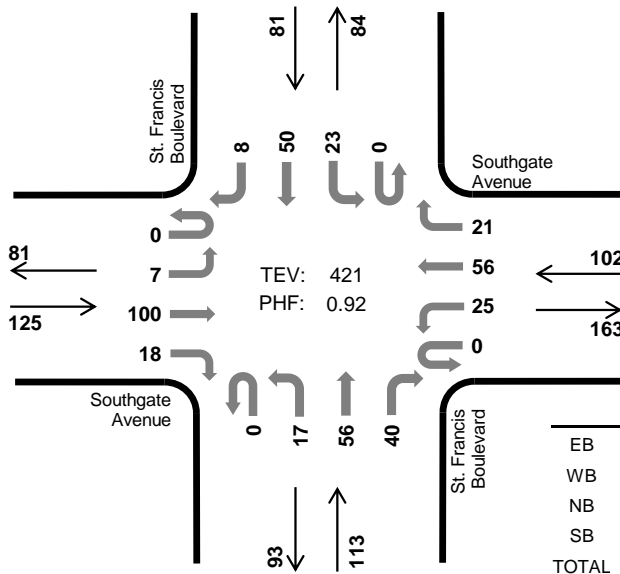 81
84
St. Francis
Boulevard
8
50
23
0
Southgate
Avenue
0
7
100
18
TEV: 421
PHF: 0.92
21
56
25
0
81
125
102
163
Southgate
Avenue
0
17
56
40
St. Francis
Boulevard
93
113
EB
WB
NB
SB
TOTAL